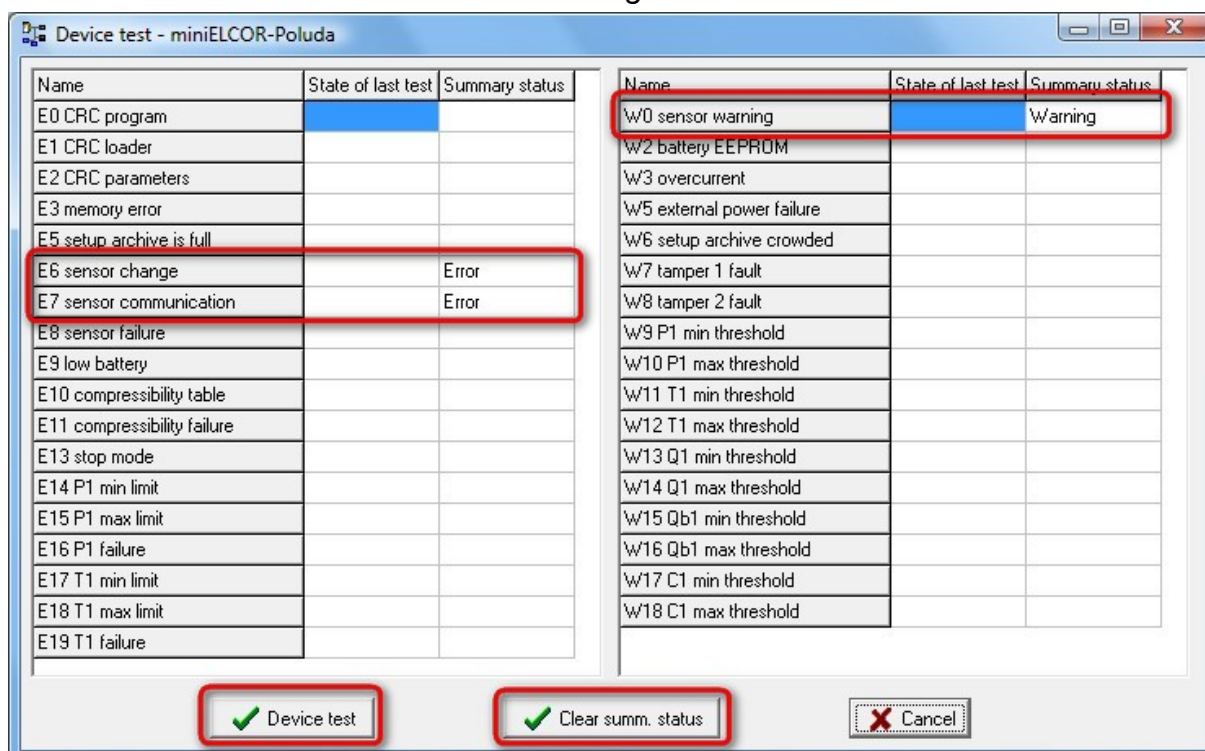 Device test - miniELCOR-Poluda
Name State of last test Summary status
E0 CRC program
E1 CRC loader
E2 CRC parameters
E3 memory error
E5 setup archive is full
E6 sensor change Error
E7 sensor communication Error
E8 sensor failure
E9 low battery
E10 compressibility table
E11 compressibility failure
E13 stop mode
E14 P1 min limit
E15 P1 max limit
E16 P1 failure
E17 T1 min limit
E18 T1 max limit
E19 T1 failure
Name State of last test Summary status
W0 sensor warning Warning
W2 battery EEPROM
W3 overcurrent
W5 external power failure
W6 setup archive crowded
W7 tamper 1 fault
W8 tamper 2 fault
W9 P1 min threshold
W10 P1 max threshold
W11 T1 min threshold
W12 T1 max threshold
W13 Q1 min threshold
W14 Q1 max threshold
W15 Qb1 min threshold
W16 Qb1 max threshold
W17 C1 min threshold
W18 C1 max threshold
Device test
Clear summ. status
Cancel